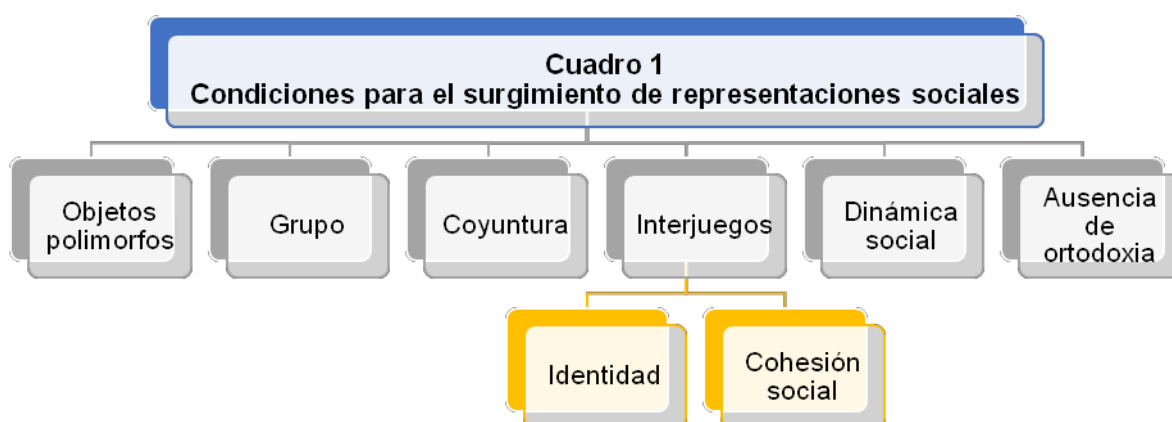 Cuadro 1
Condiciones para el surgimiento de representaciones sociales
Objetos
polimorfos
Grupo
Coyuntura
Interjuegos
Dinámica
social
Ausencia
de
ortodoxia
Identidad
Cohesión
social